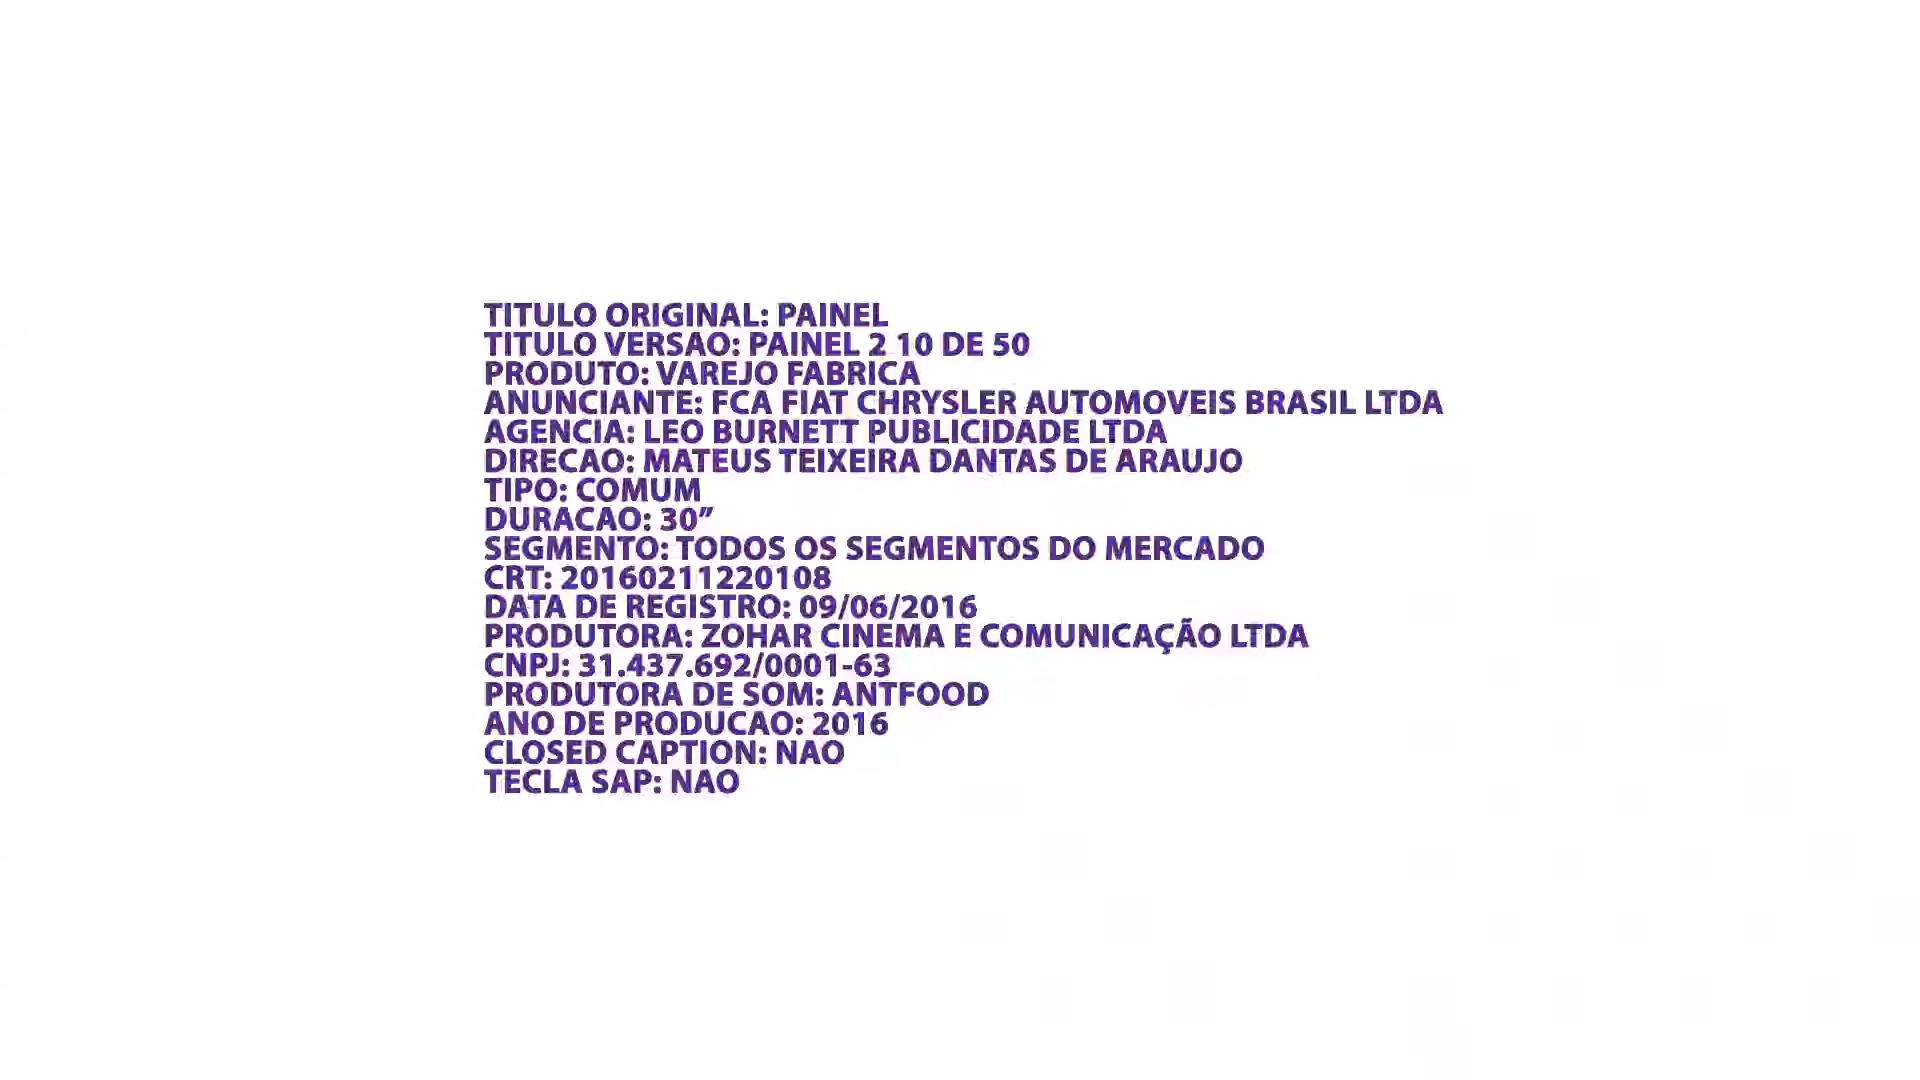 TITULO ORIGINAL: PAINEL
TITULO VERSAO: PAINEL 2 10 DE 50
PRODUTO: VAREJO FABRICA
ANUNCIANTE: FCA FIAT CHRYSLER AUTOMOVEIS BRASIL LTDA
AGENCIA: LEO BURNETT PUBLICIDADE LTDA
DIRECAO: MATEUS TEIXEIRA DANTAS DE ARAUJO
TIPO: COMUM
DURACAO: 30”
SEGMENTO: TODOS OS SEGMENTOS DO MERCADO
CRT: 20160211220108
DATA DE REGISTRO: 09/06/2016
PRODUTORA: ZOHAR CINEMA E COMUNICAÇÃO LTDA
CNPJ: 31.437.692/0001-63
PRODUTORA DE SOM: ANTFOOD
ANO DE PRODUCAO: 2016
CLOSED CAPTION: NAO
TECLA SAP: NAO